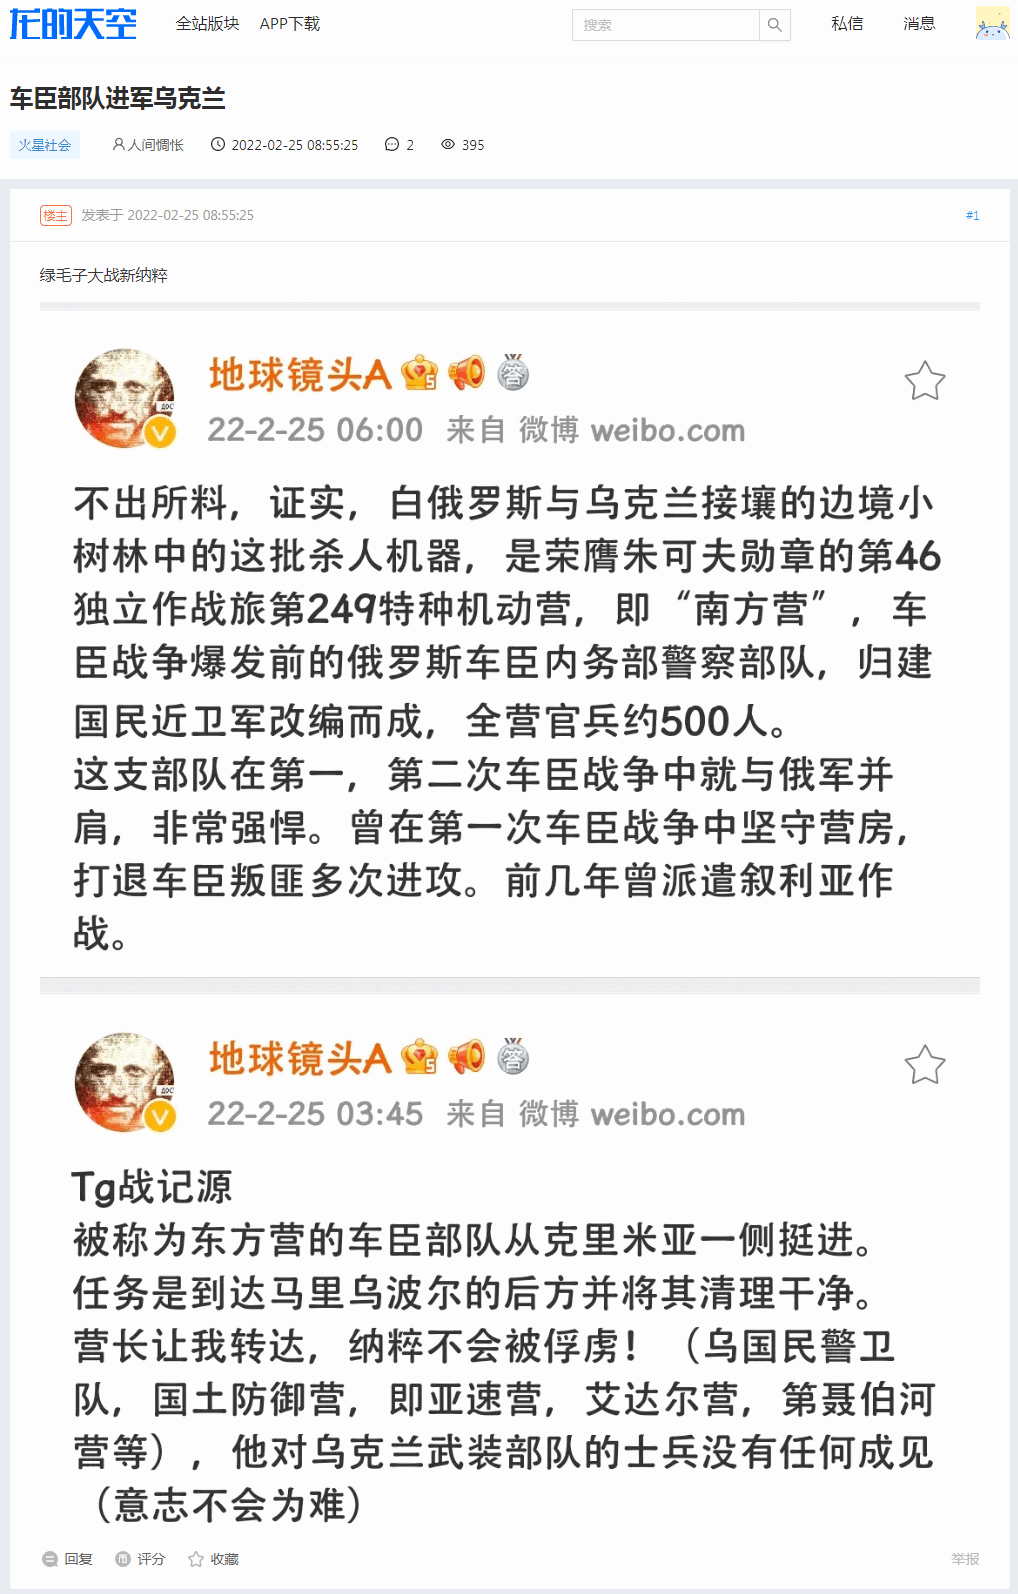 龙的天空
全站版块 APP下载 搜索 私信 消息
车臣部队进军乌克兰
火星社会 人间惆怅 2022-02-25 08:55:25 2 395
楼主 发表于 2022-02-25 08:55:25 #1
绿毛子大战新纳粹
地球镜头A 5 答
22-2-25 06:00 来自 微博 weibo.com
不出所料，证实，白俄罗斯与乌克兰接壤的边境小
树林中的这批杀人机器，是荣膺朱可夫勋章的第46
独立作战旅第249特种机动营，即“南方营”，车
臣战争爆发前的俄罗斯车臣内务部警察部队，归建
国民近卫军改编而成，全营官兵约500人。
这支部队在第一，第二次车臣战争中就与俄军并
肩，非常强悍。曾在第一次车臣战争中坚守营房，
打退车臣叛匪多次进攻。前几年曾派遣叙利亚作
战。
地球镜头A 5 答
22-2-25 03:45 来自 微博 weibo.com
Tg战记源
被称为东方营的车臣部队从克里米亚一侧挺进。
任务是到达马里乌波尔的后方并将其清理干净。
营长让我转达，纳粹不会被俘虏！（乌国民警卫
队，国土防御营，即亚速营，艾达尔营，第聂伯河
营等），他对乌克兰武装部队的士兵没有任何成见
（意志不会为难）
回复 评分 收藏 举报